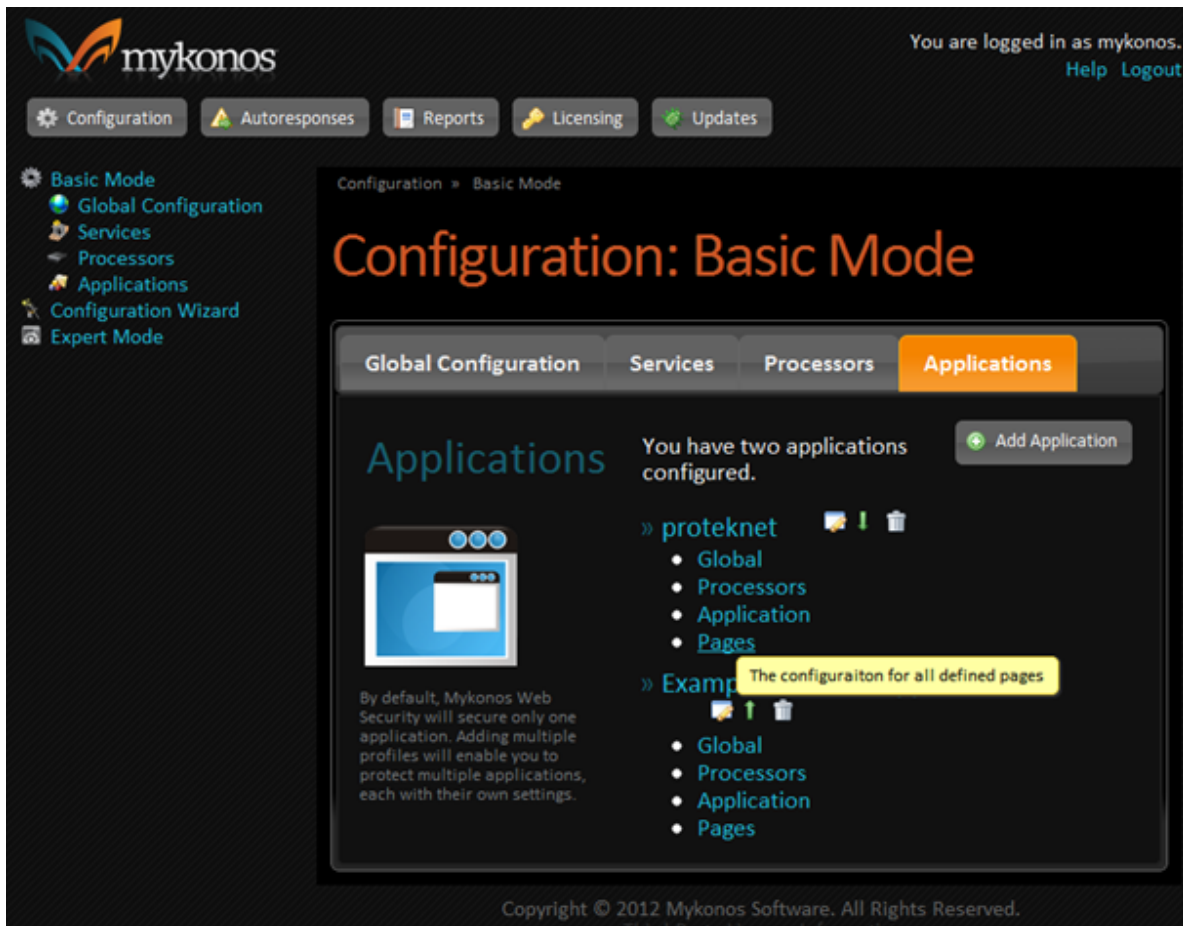 mykonos
You are logged in as mykonos.
Help Logout
Configuration
Autoresponses
Reports
Licensing
Updates
Basic Mode
Global Configuration
Services
Processors
Applications
Configuration Wizard
Expert Mode
Configuration » Basic Mode
Configuration: Basic Mode
Global Configuration
Services
Processors
Applications
Applications
You have two applications
configured.
Add Application
» proteknet
• Global
• Processors
• Application
• Pages
The configuraiton for all defined pages
»
• Global
• Processors
• Application
• Pages
By default, Mykonos Web
Security will secure only one
application. Adding multiple
profiles will enable you to
protect multiple applications,
each with their own settings.
Copyright © 2012 Mykonos Software. All Rights Reserved.